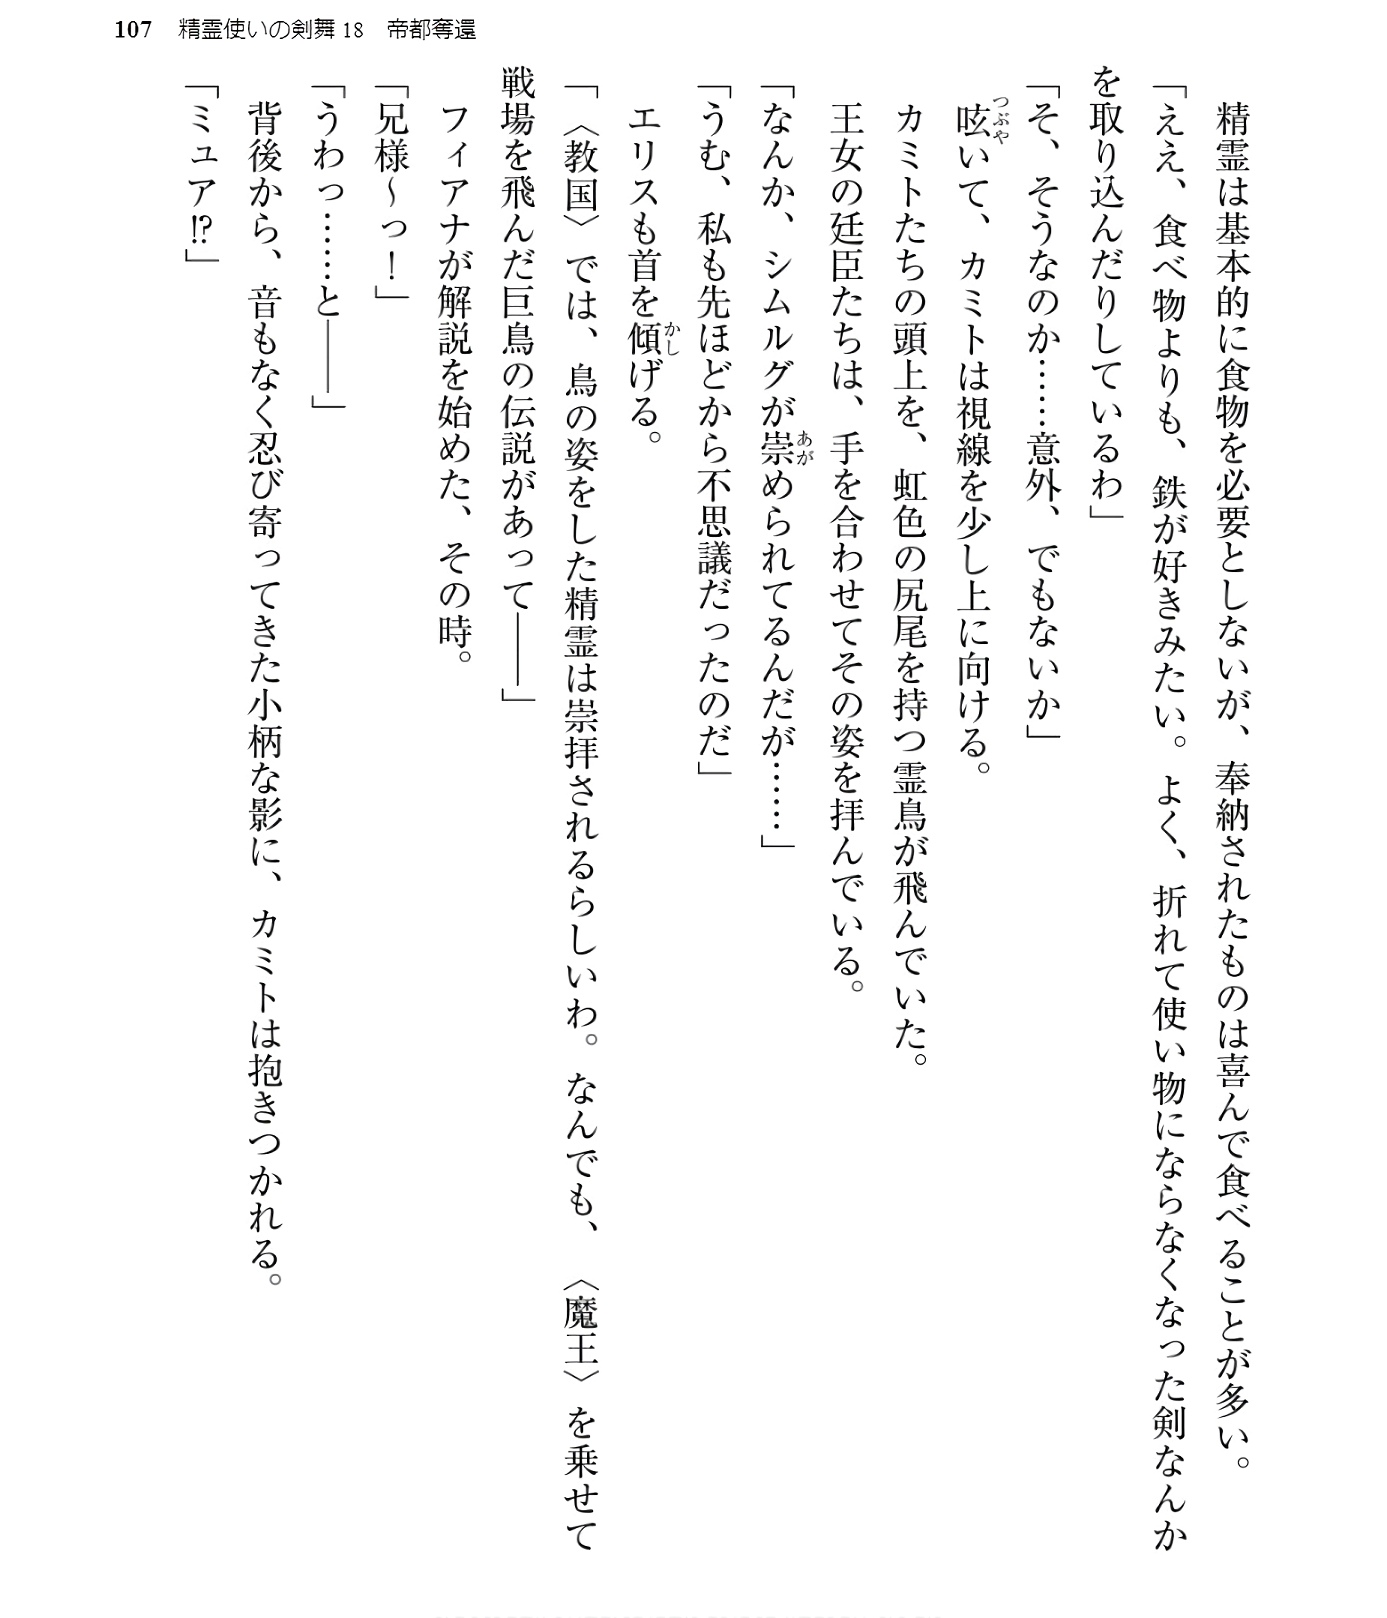 107　精霊使いの剣舞18　帝都奪還
　精霊は基本的に食物を必要としないが、奉納されたものは喜んで食べることが多い。
「ええ、食べ物よりも、鉄が好きみたい。よく、折れて使い物にならなくなった剣なんか
を取り込んだりしているわ」
「そ、そうなのか……意外、でもないか」
　呟いて、カミトは視線を少し上に向ける。
　カミトたちの頭上を、虹色の尻尾を持つ霊鳥が飛んでいた。
　王女の廷臣たちは、手を合わせてその姿を拝んでいる。
「なんか、シムルグが崇められてるんだが……」
「うむ、私も先ほどから不思議だったのだ」
　エリスも首を傾げる。
「〈教国〉では、鳥の姿をした精霊は崇拝されるらしいわ。なんでも、〈魔王〉を乗せて
戦場を飛んだ巨鳥の伝説があって――」
　フィアナが解説を始めた、その時。
「兄様～っ！」
「うわっ……と――」
　背後から、音もなく忍び寄ってきた小柄な影に、カミトは抱きつかれる。
「ミュア!?」